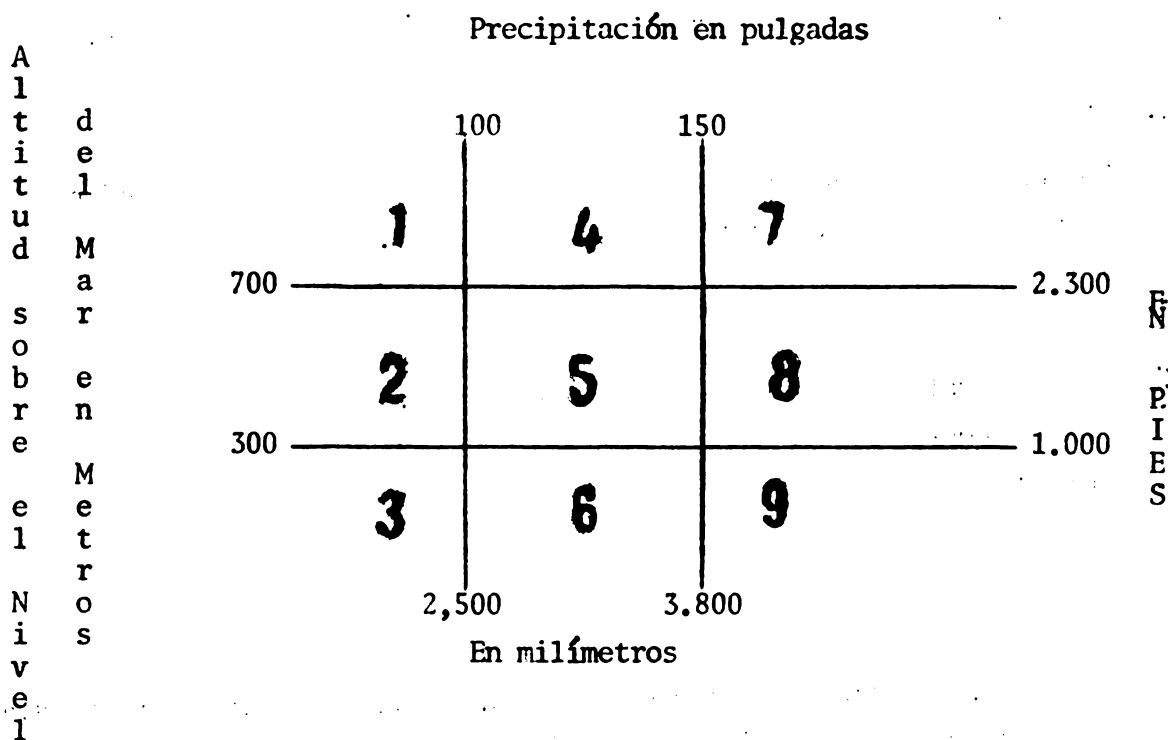 Precipitación en pulgadas
Altitud sobre el Nivel
del Mar en Metros
100 150
1 4 7
700 2.300
2 5 8
300 1.000
3 6 9
2,500 3.800
En milímetros
EN PIES